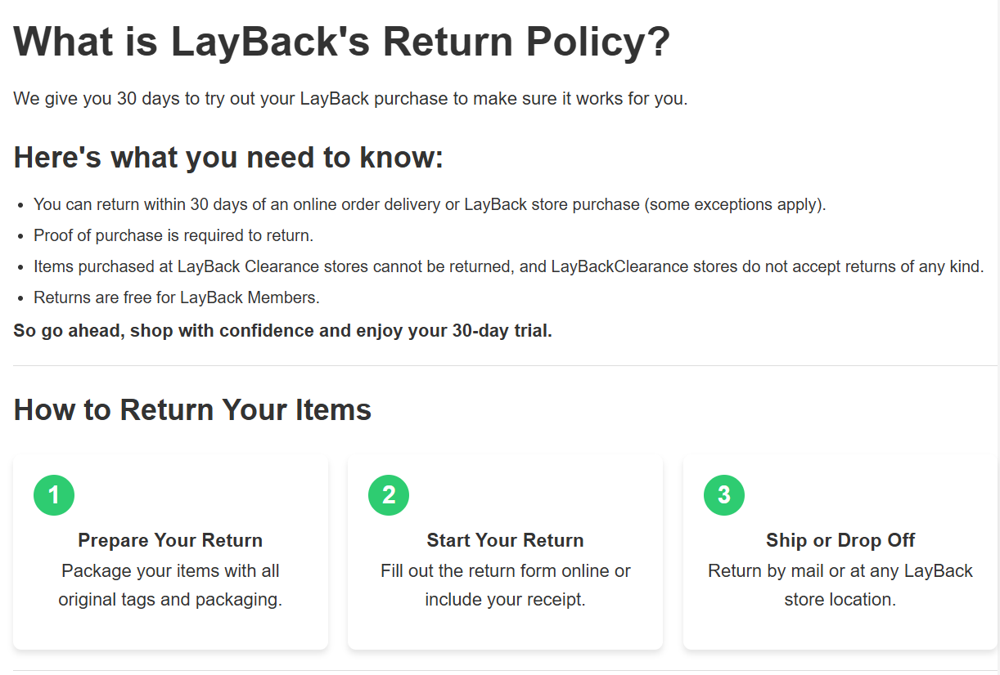 What is LayBack's Return Policy?
We give you 30 days to try out your LayBack purchase to make sure it works for you.
Here's what you need to know:
• You can return within 30 days of an online order delivery or LayBack store purchase (some exceptions apply).
• Proof of purchase is required to return.
• Items purchased at LayBack Clearance stores cannot be returned, and LayBackClearance stores do not accept returns of any kind.
• Returns are free for LayBack Members.
So go ahead, shop with confidence and enjoy your 30-day trial.
How to Return Your Items
1
Prepare Your Return
Package your items with all
original tags and packaging.
2
Start Your Return
Fill out the return form online or
include your receipt.
3
Ship or Drop Off
Return by mail or at any LayBack
store location.